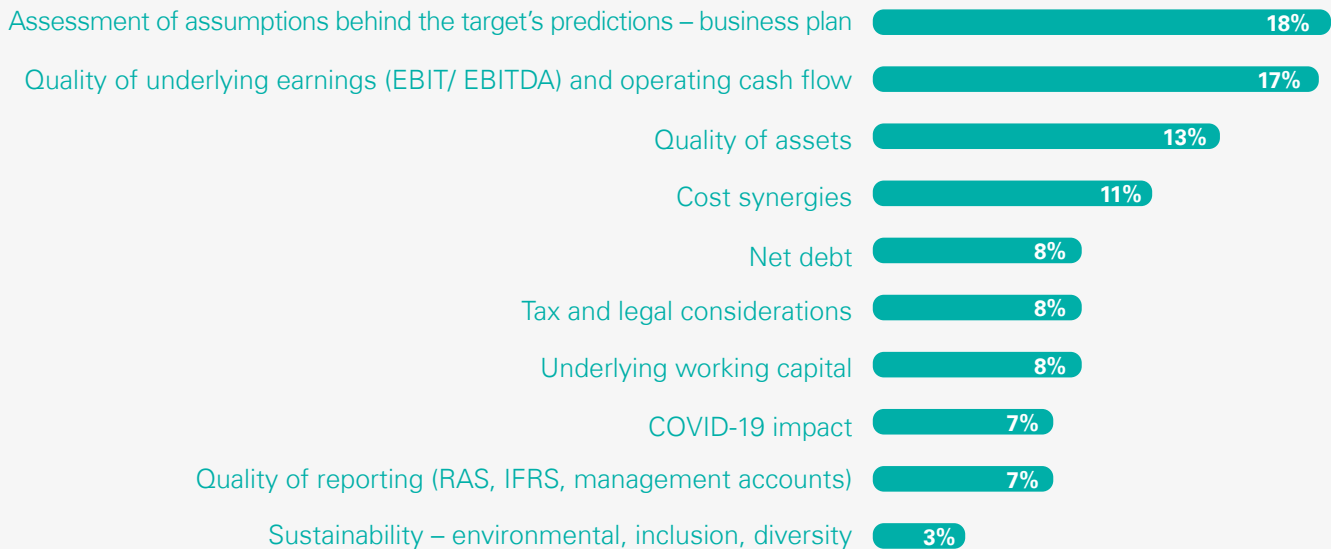 Assessment of assumptions behind the target’s predictions – business plan 18%
Quality of underlying earnings (EBIT/ EBITDA) and operating cash flow 17%
Quality of assets 13%
Cost synergies 11%
Net debt 8%
Tax and legal considerations 8%
Underlying working capital 8%
COVID-19 impact 7%
Quality of reporting (RAS, IFRS, management accounts) 7%
Sustainability – environmental, inclusion, diversity 3%